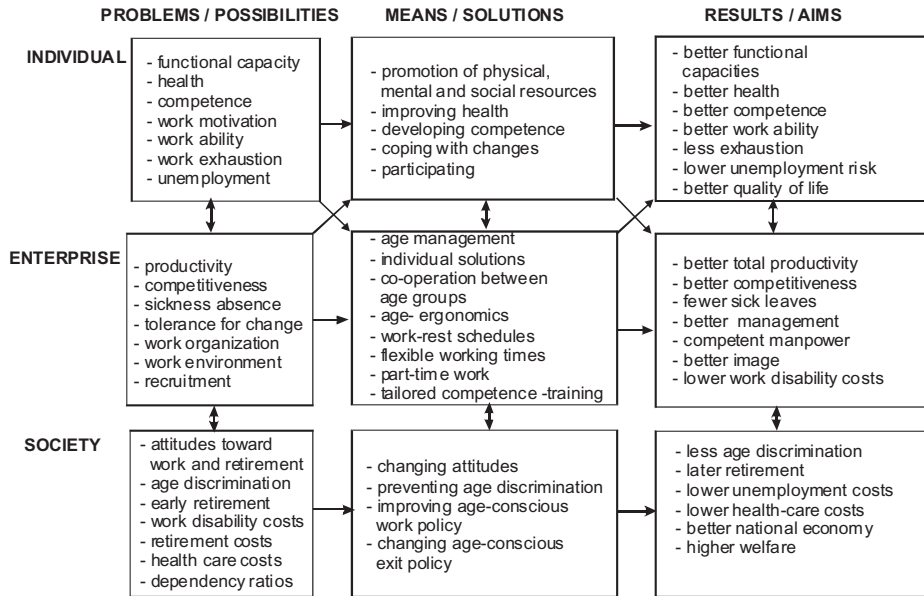 PROBLEMS / POSSIBILITIES
MEANS / SOLUTIONS
RESULTS / AIMS
INDIVIDUAL
- functional capacity
- health
- competence
- work motivation
- work ability
- work exhaustion
- unemployment
- promotion of physical,
mental and social resources
- improving health
- developing competence
- coping with changes
- participating
- better functional
capacities
- better health
- better competence
- better work ability
- less exhaustion
- lower unemployment risk
- better quality of life
ENTERPRISE
- productivity
- competitiveness
- sickness absence
- tolerance for change
- work organization
- work environment
- recruitment
- age management
- individual solutions
- co-operation between
age groups
- age- ergonomics
- work-rest schedules
- flexible working times
- part-time work
- tailored competence -training
- better total productivity
- better competitiveness
- fewer sick leaves
- better management
- competent manpower
- better image
- lower work disability costs
SOCIETY
- attitudes toward
work and retirement
- age discrimination
- early retirement
- work disability costs
- retirement costs
- health care costs
- dependency ratios
- changing attitudes
- preventing age discrimination
- improving age-conscious
work policy
- changing age-conscious
exit policy
- less age discrimination
- later retirement
- lower unemployment costs
- lower health-care costs
- better national economy
- higher welfare